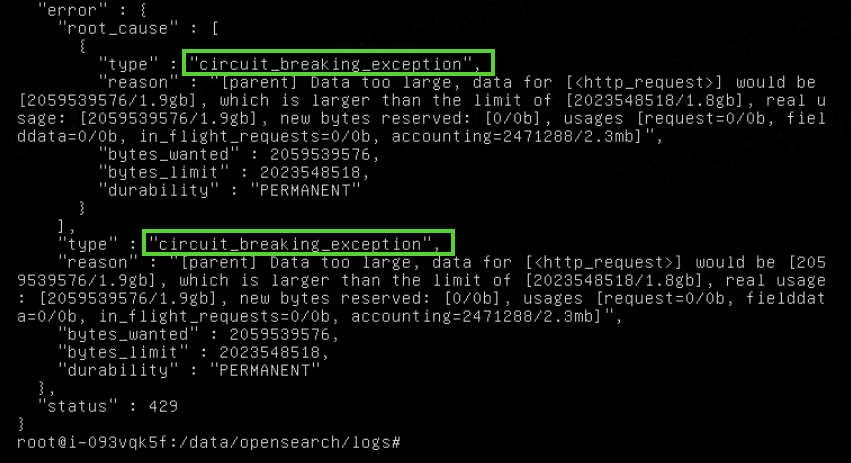 "error" : {
"root_cause" : [
{
"type" : "circuit_breaking_exception",
"reason" : "[parent] Data too large, data for [<http_request>] would be
[2059539576/1.9gb], which is larger than the limit of [2023548518/1.8gb], real u
sage: [2059539576/1.9gb], new bytes reserved: [0/0b], usages [request=0/0b, fiel
ddata=0/0b, in_flight_requests=0/0b, accounting=2471288/2.3mb]",
"bytes_wanted" : 2059539576,
"bytes_limit" : 2023548518,
"durability" : "PERMANENT"
}
],
"type" : "circuit_breaking_exception",
"reason" : "[parent] Data too large, data for [<http_request>] would be [205
9539576/1.9gb], which is larger than the limit of [2023548518/1.8gb], real usage
: [2059539576/1.9gb], new bytes reserved: [0/0b], usages [request=0/0b, fielddat
a=0/0b, in_flight_requests=0/0b, accounting=2471288/2.3mb]",
"bytes_wanted" : 2059539576,
"bytes_limit" : 2023548518,
"durability" : "PERMANENT"
},
"status" : 429
}
root@i-093vqk5f:/data/opensearch/logs#